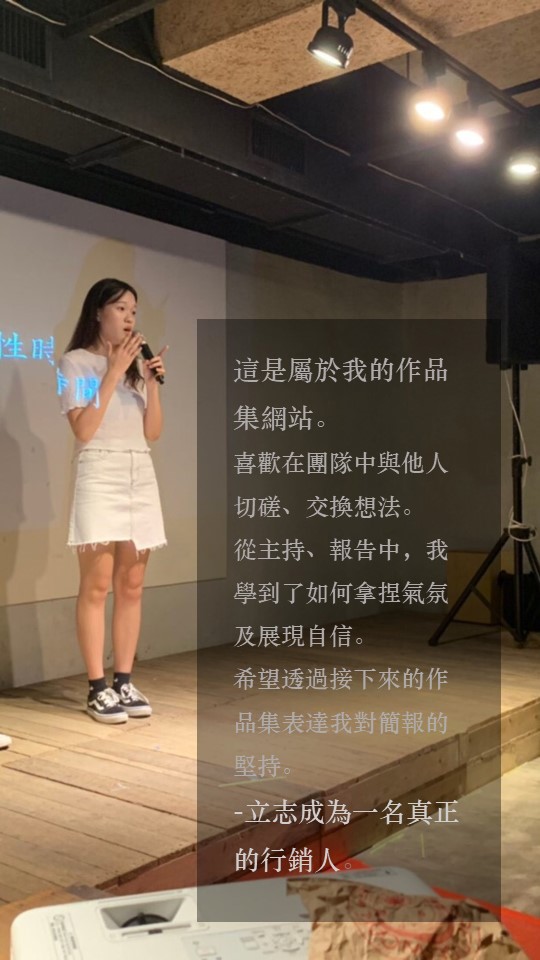 性時
間
這是屬於我的作品
集網站。
喜歡在團隊中與他人
切磋、交換想法。
從主持、報告中，我
學到了如何拿捏氣氛
及展現自信。
希望透過接下來的作
品集表達我對簡報的
堅持。
-立志成為一名真正
的行銷人。